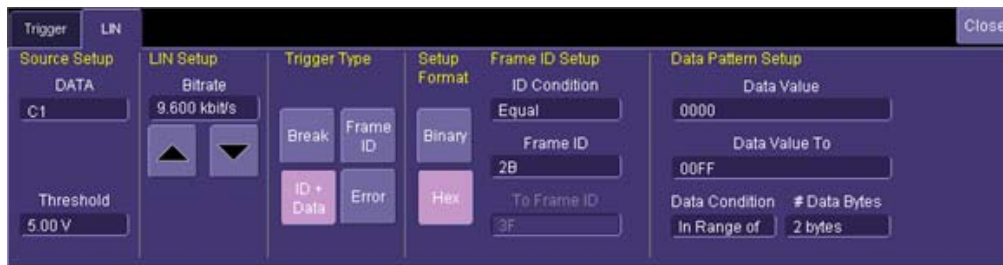 Trigger
LIN
Close
Source Setup
DATA
C1
Threshold
5.00 V
LIN Setup
Bitrate
9.600 kbit/s
Trigger Type
Break
Frame ID
ID + Data
Error
Setup Format
Binary
Hex
Frame ID Setup
ID Condition
Equal
Frame ID
2B
To Frame ID
3F
Data Pattern Setup
Data Value
0000
Data Value To
00FF
Data Condition
In Range of
# Data Bytes
2 bytes